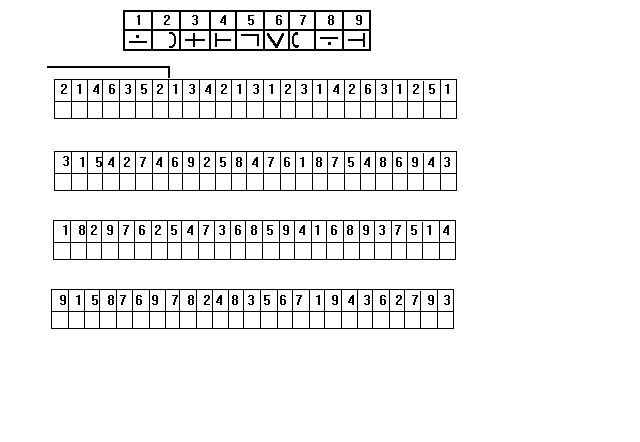 1 2 3 4 5 6 7 8 9
∸ ) + ⊢ ¬ V ( ⨪ ⊣
2 1 4 6 3 5 2 1 3 4 2 1 3 1 2 3 1 4 2 6 3 1 2 5 1
3 1 5 4 2 7 4 6 9 2 5 8 4 7 6 1 8 7 5 4 8 6 9 4 3
1 8 2 9 7 6 2 5 4 7 3 6 8 5 9 4 1 6 8 9 3 7 5 1 4
9 1 5 8 7 6 9 7 8 2 4 8 3 5 6 7 1 9 4 3 6 2 7 9 3